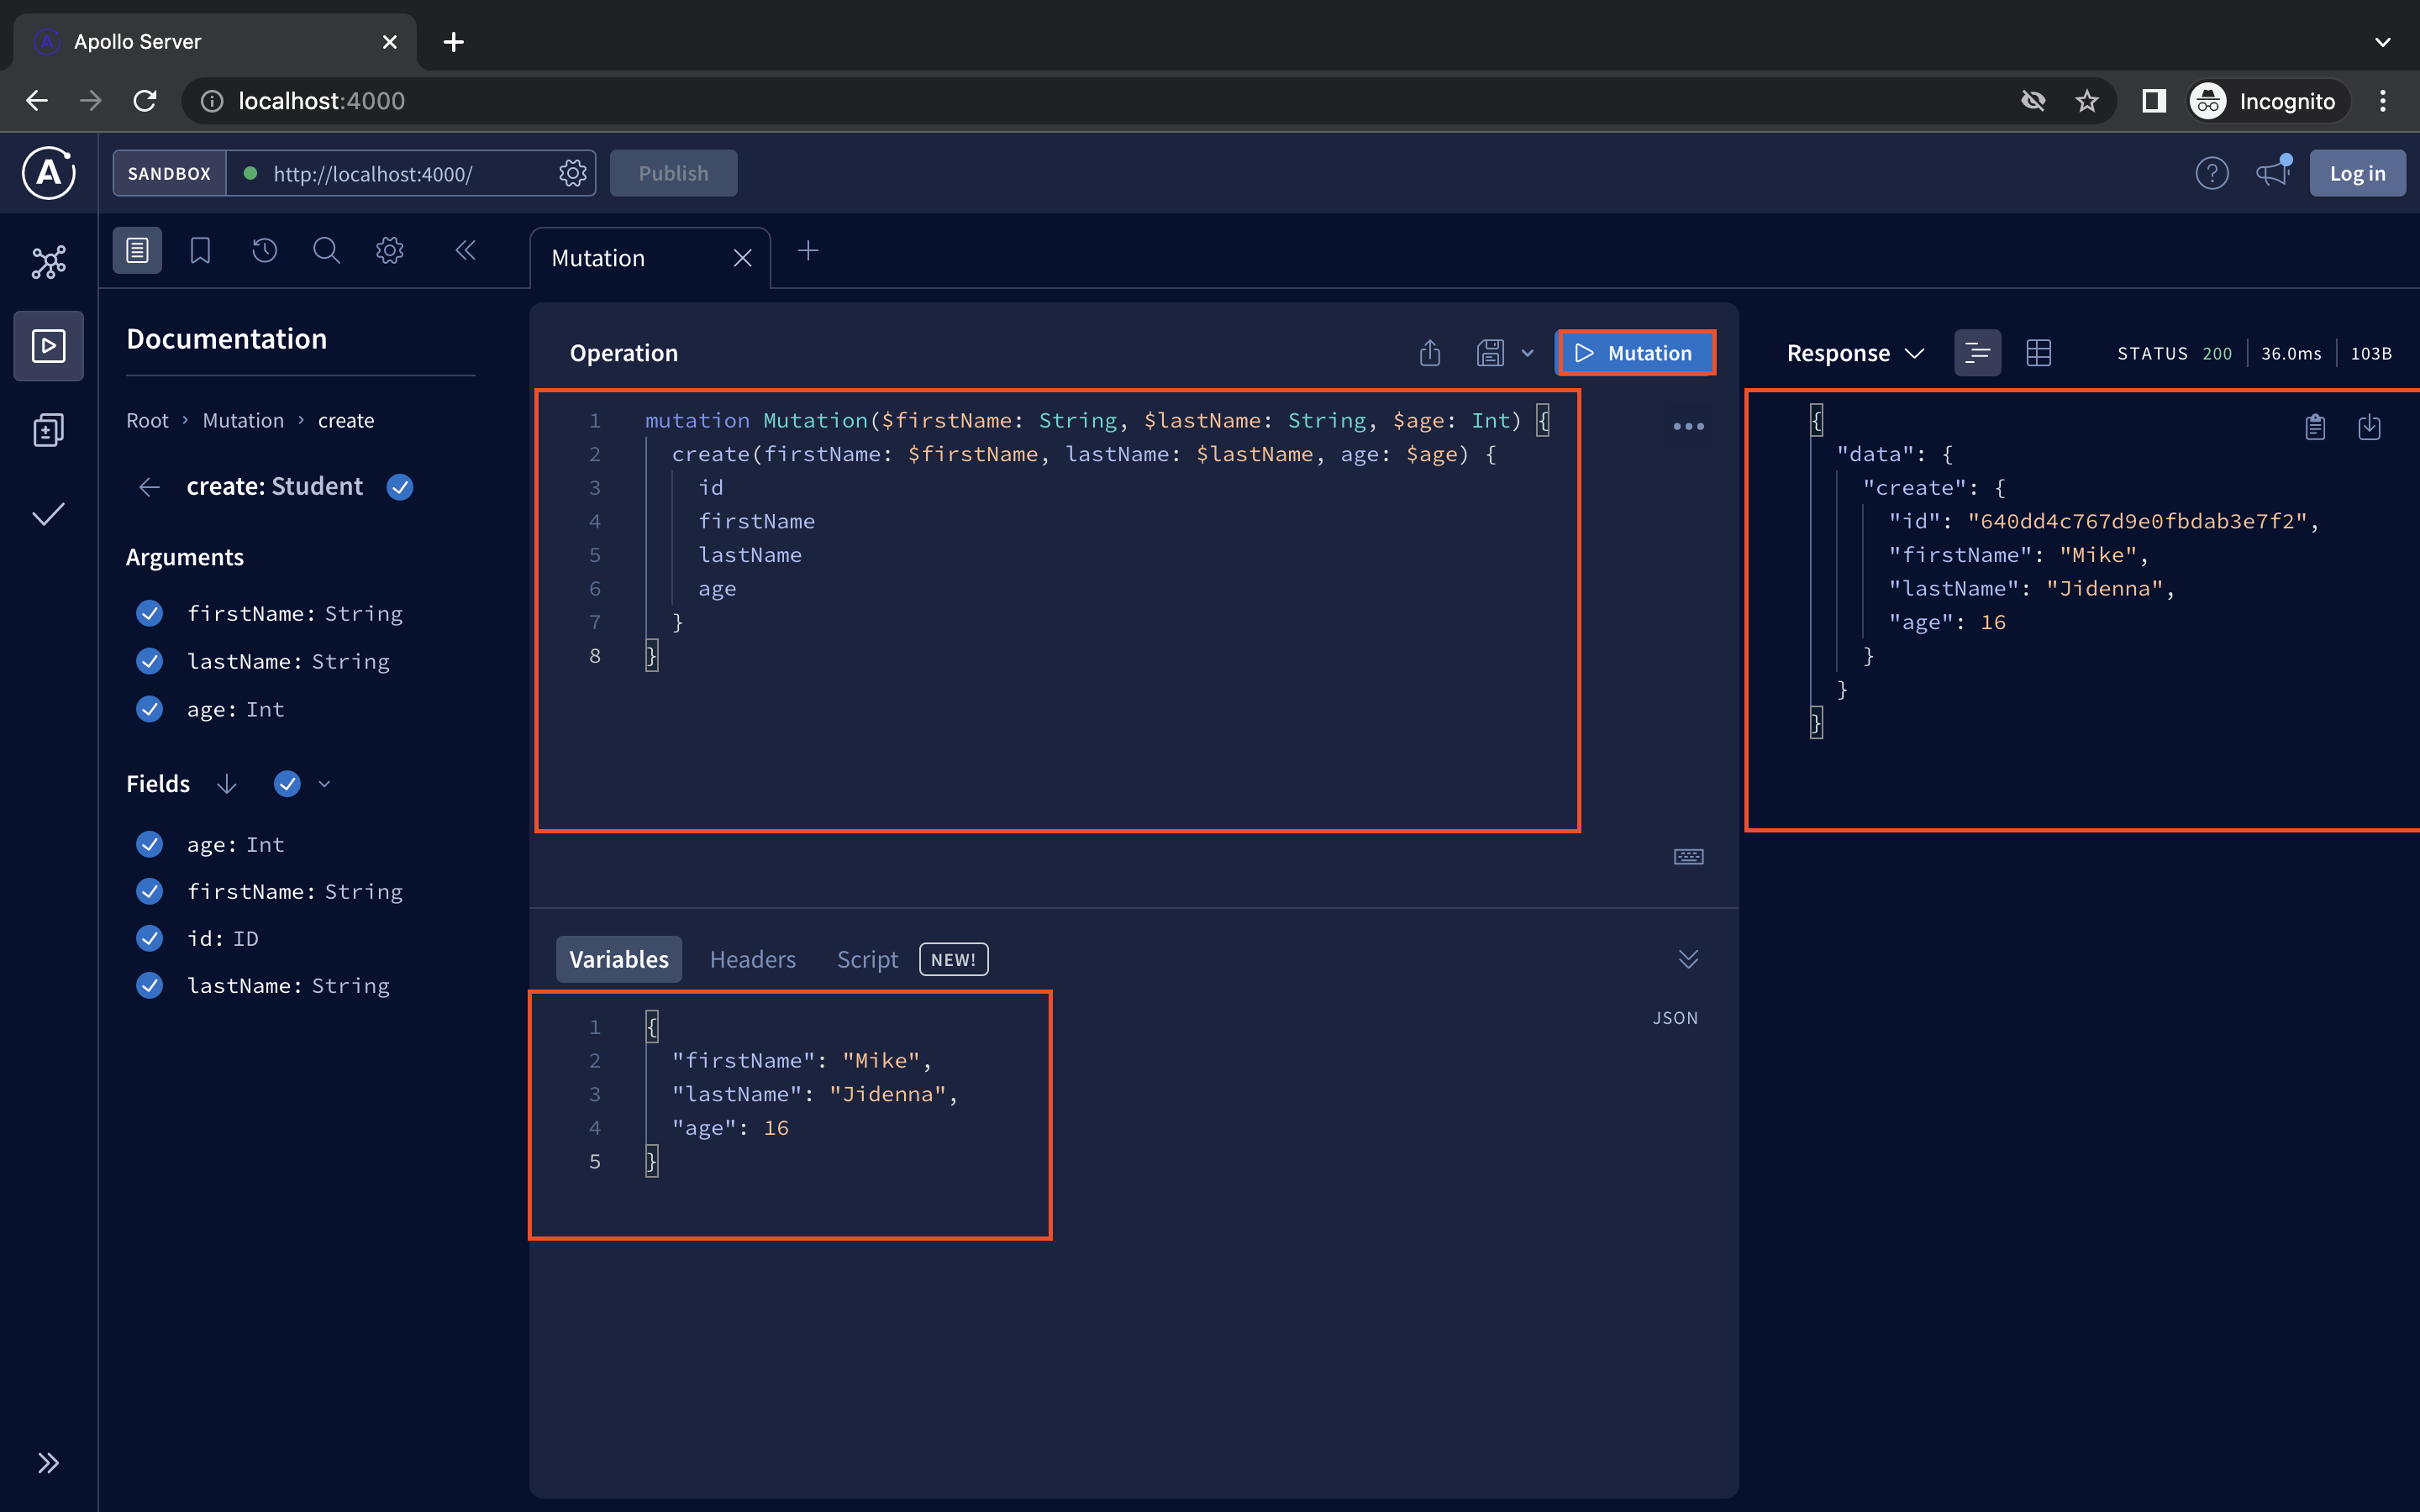 Apollo Server
localhost:4000
Incognito
SANDBOX http://localhost:4000/ Publish
Log in
Mutation
Documentation
Root › Mutation › create
create: Student
Arguments
firstName: String
lastName: String
age: Int
Fields
age: Int
firstName: String
id: ID
lastName: String
Operation
Mutation
1 mutation Mutation($firstName: String, $lastName: String, $age: Int) {
2 create(firstName: $firstName, lastName: $lastName, age: $age) {
3 id
4 firstName
5 lastName
6 age
7 }
8 }
Variables Headers Script NEW!
JSON
1 {
2 "firstName": "Mike",
3 "lastName": "Jidenna",
4 "age": 16
5 }
Response STATUS 200 36.0ms 103B
{
"data": {
"create": {
"id": "640dd4c767d9e0fbdab3e7f2",
"firstName": "Mike",
"lastName": "Jidenna",
"age": 16
}
}
}